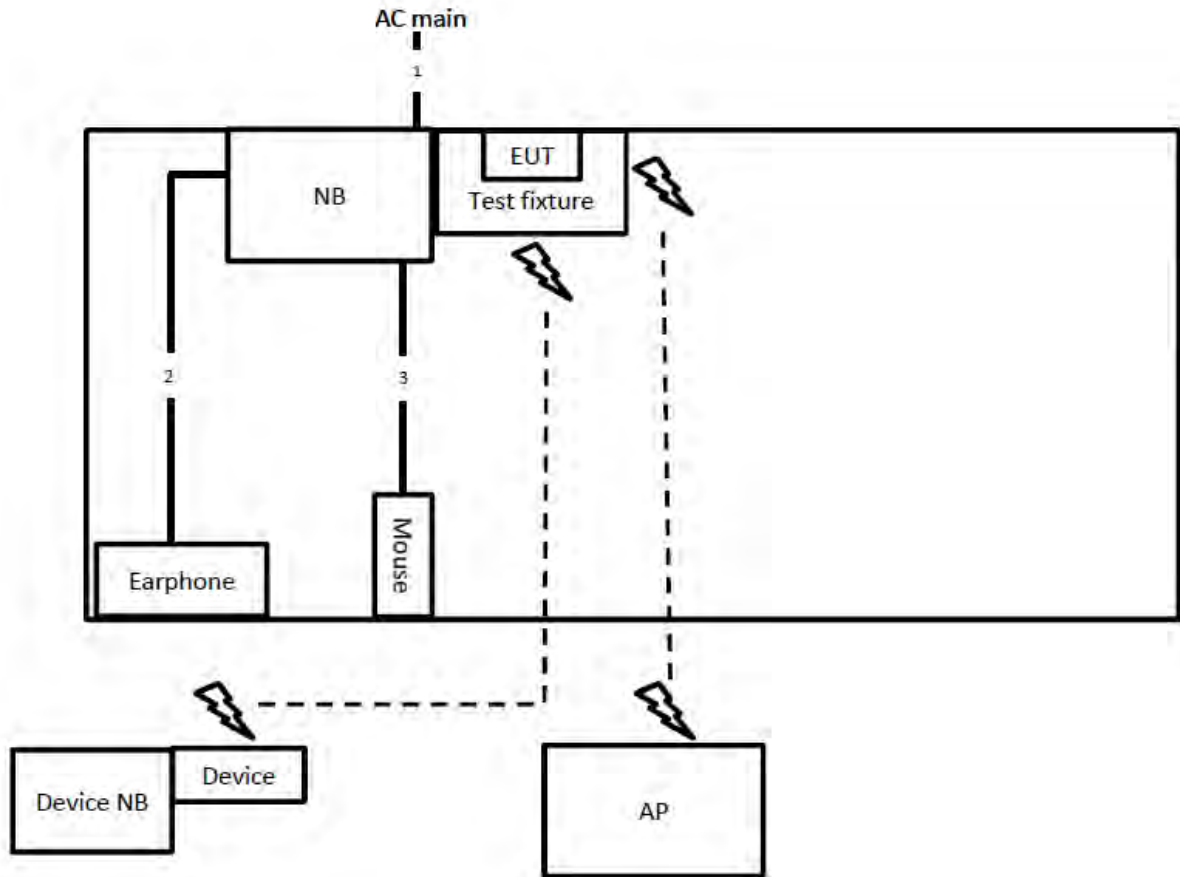 AC main
1
EUT
NB
Test fixture
2
3
Mouse
Earphone
Device
Device NB
AP